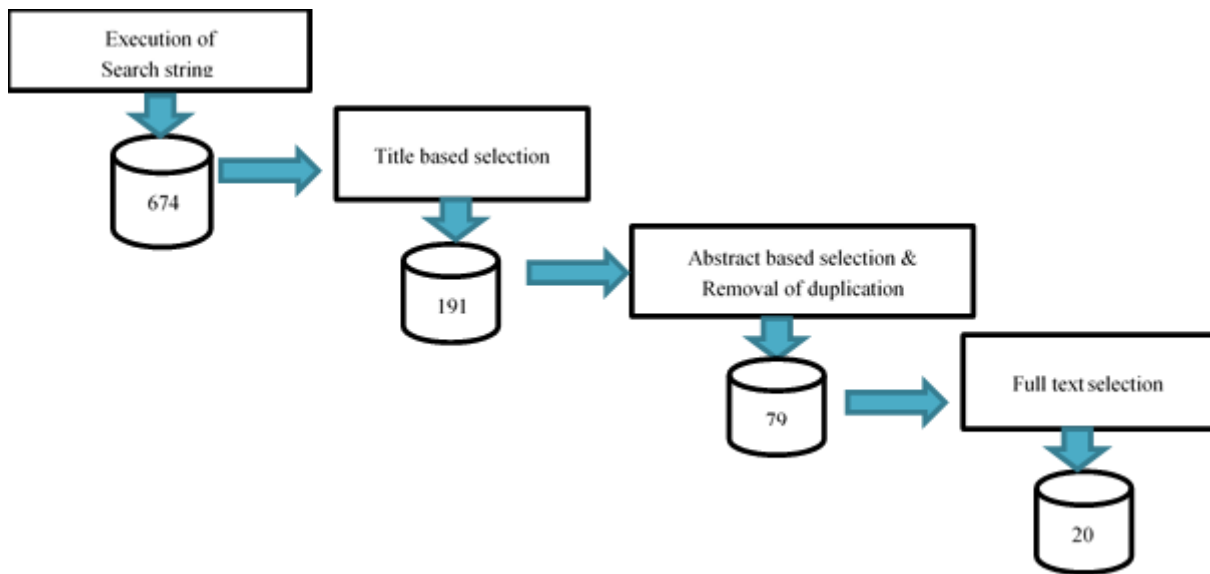 Execution of
Search string
674
Title based selection
191
Abstract based selection &
Removal of duplication
79
Full text selection
20